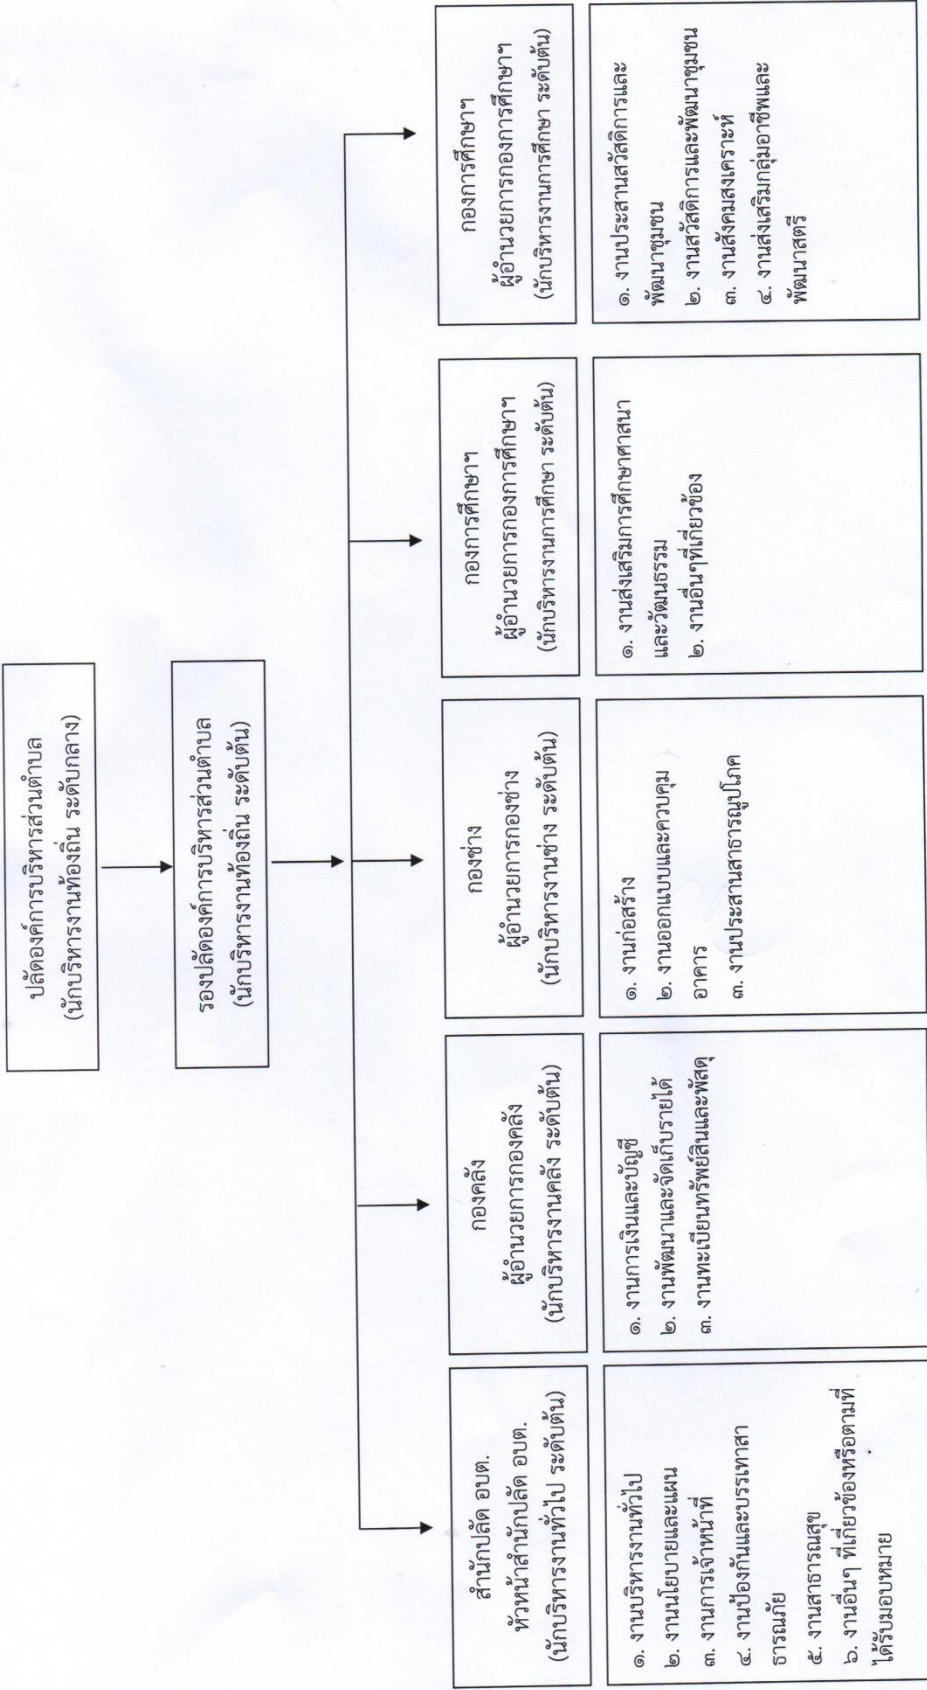 ปลัดองค์การบริหารส่วนตำบล
(นักบริหารงานท้องถิ่น ระดับกลาง)
รองปลัดองค์การบริหารส่วนตำบล
(นักบริหารงานท้องถิ่น ระดับต้น)
สำนักปลัด อบต.
หัวหน้าสำนักปลัด อบต.
(นักบริหารงานทั่วไป ระดับต้น)
๑. งานบริหารงานทั่วไป
๒. งานนโยบายและแผน
๓. งานการเจ้าหน้าที่
๔. งานป้องกันและบรรเทาสา
ธารณภัย
๕. งานสาธารณสุข
๖. งานอื่นๆ ที่เกี่ยวข้องหรือตามที่
ได้รับมอบหมาย
กองคลัง
ผู้อำนวยการกองคลัง
(นักบริหารงานคลัง ระดับต้น)
๑. งานการเงินและบัญชี
๒. งานพัฒนาและจัดเก็บรายได้
๓. งานทะเบียนทรัพย์สินและพัสดุ
กองช่าง
ผู้อำนวยการกองช่าง
(นักบริหารงานช่าง ระดับต้น)
๑. งานก่อสร้าง
๒. งานออกแบบและควบคุม
อาคาร
๓. งานประสานสาธารณูปโภค
กองการศึกษาฯ
ผู้อำนวยการกองการศึกษาฯ
(นักบริหารงานการศึกษา ระดับต้น)
๑. งานส่งเสริมการศึกษาศาสนา
และวัฒนธรรม
๒. งานอื่นๆที่เกี่ยวข้อง
กองการศึกษาฯ
ผู้อำนวยการกองการศึกษาฯ
(นักบริหารงานการศึกษา ระดับต้น)
๑. งานประสานสวัสดิการและ
พัฒนาชุมชน
๒. งานสวัสดิการและพัฒนาชุมชน
๓. งานสังคมสงเคราะห์
๔. งานส่งเสริมกลุ่มอาชีพและ
พัฒนาสตรี